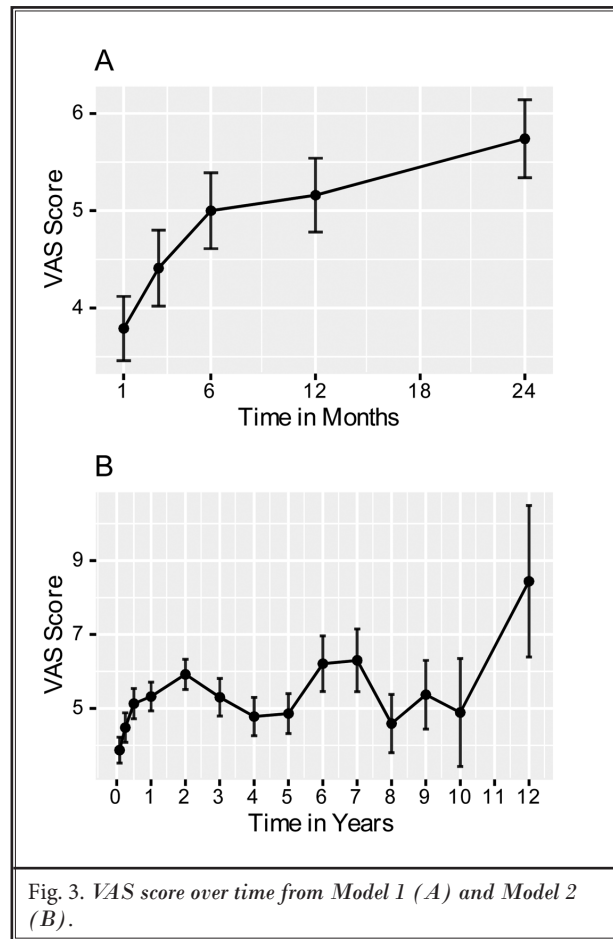 A
6
5
4
VAS Score
1 6 12 18 24
Time in Months
B
9
7
5
VAS Score
0 1 2 3 4 5 6 7 8 9 10 11 12
Time in Years
Fig. 3. VAS score over time from Model 1 (A) and Model 2
(B).